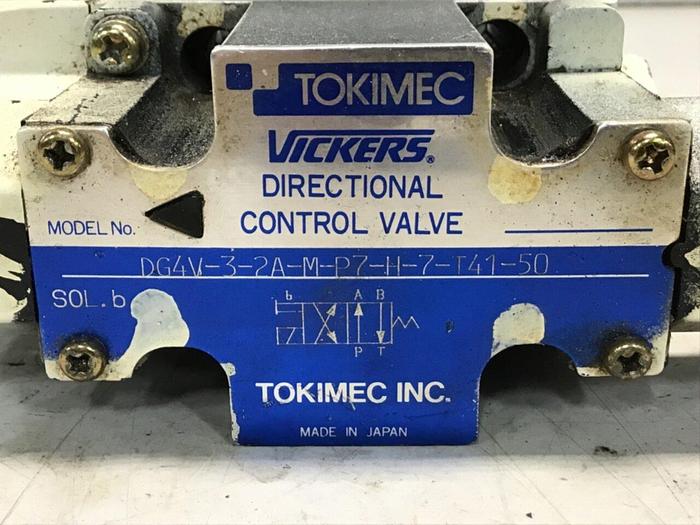 TOKIMEC
VICKERS®
DIRECTIONAL
CONTROL VALVE
MODEL No.
DG4V-3-2A-M-P7-H-7-T41-50
SOL.b
b A B
P T
TOKIMEC INC.
MADE IN JAPAN